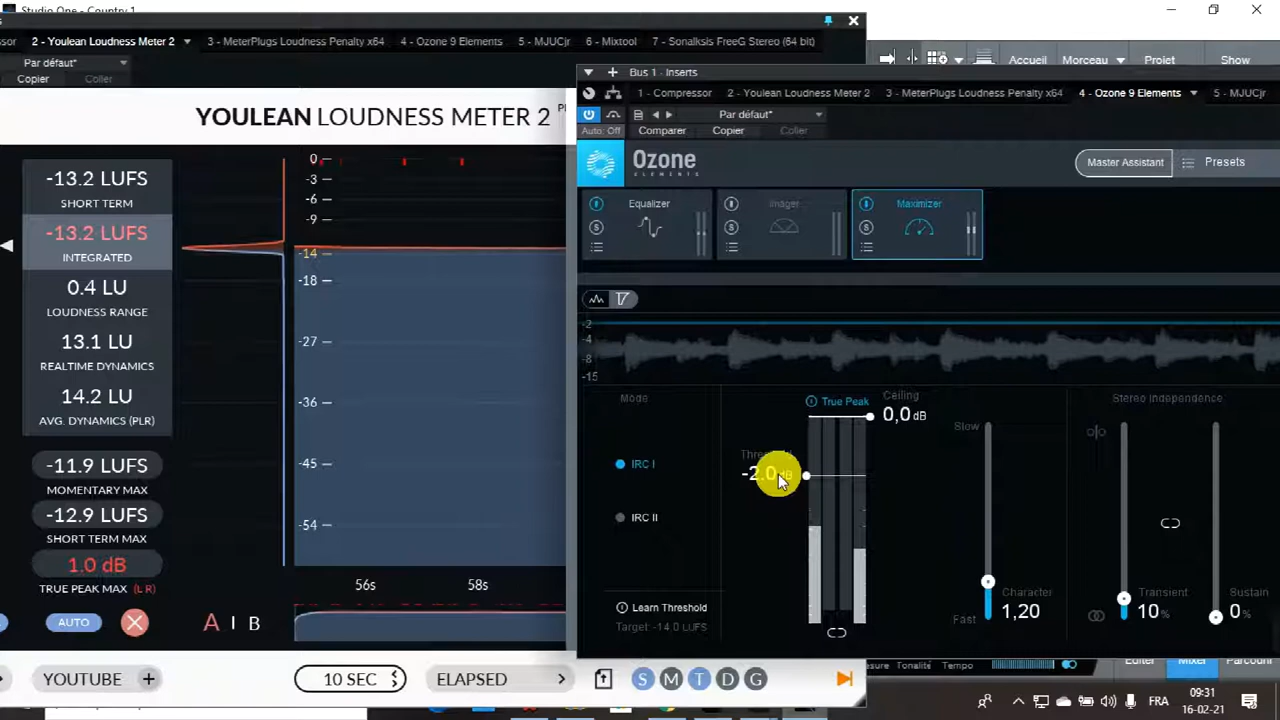 Studio One - Country 1
2 - Youlean Loudness Meter 2
3 - MeterPlugs Loudness Penalty x64
4 - Ozone 9 Elements
5 - MJUCjr
6 - Mixtool
7 - Sonalksis FreeG Stereo (64 bit)
Par défaut*
Copier
Coller
Accueil
Morceau
Projet
Show
YOULEAN LOUDNESS METER 2
-13.2 LUFS
SHORT TERM
-13.2 LUFS
INTEGRATED
0.4 LU
LOUDNESS RANGE
13.1 LU
REALTIME DYNAMICS
14.2 LU
AVG. DYNAMICS (PLR)
-11.9 LUFS
MOMENTARY MAX
-12.9 LUFS
SHORT TERM MAX
1.0 dB
TRUE PEAK MAX (L R)
AUTO
A I B
0
-3
-6
-9
-14
-18
-27
-36
-45
-54
56s
58s
YOUTUBE +
10 SEC
ELAPSED
S M T D G
Bus 1 - Inserts
1 - Compressor
2 - Youlean Loudness Meter 2
3 - MeterPlugs Loudness Penalty x64
4 - Ozone 9 Elements
5 - MJUCjr
Par défaut*
Auto: Off
Comparer
Copier
Coller
Ozone
ELEMENTS
Master Assistant
Presets
Equalizer
S
Imager
S
Maximizer
S
-2
-4
-8
-15
Mode
IRC I
IRC II
Learn Threshold
Target: -14.0 LUFS
True Peak
Ceiling
0,0 dB
-2.0 dB
Slow
Fast
Character
1,20
Stereo Independence
Transient
10%
Sustain
0%
Tonalité
Tempo
Editer
Mixer
FRA
09:31
16-02-21